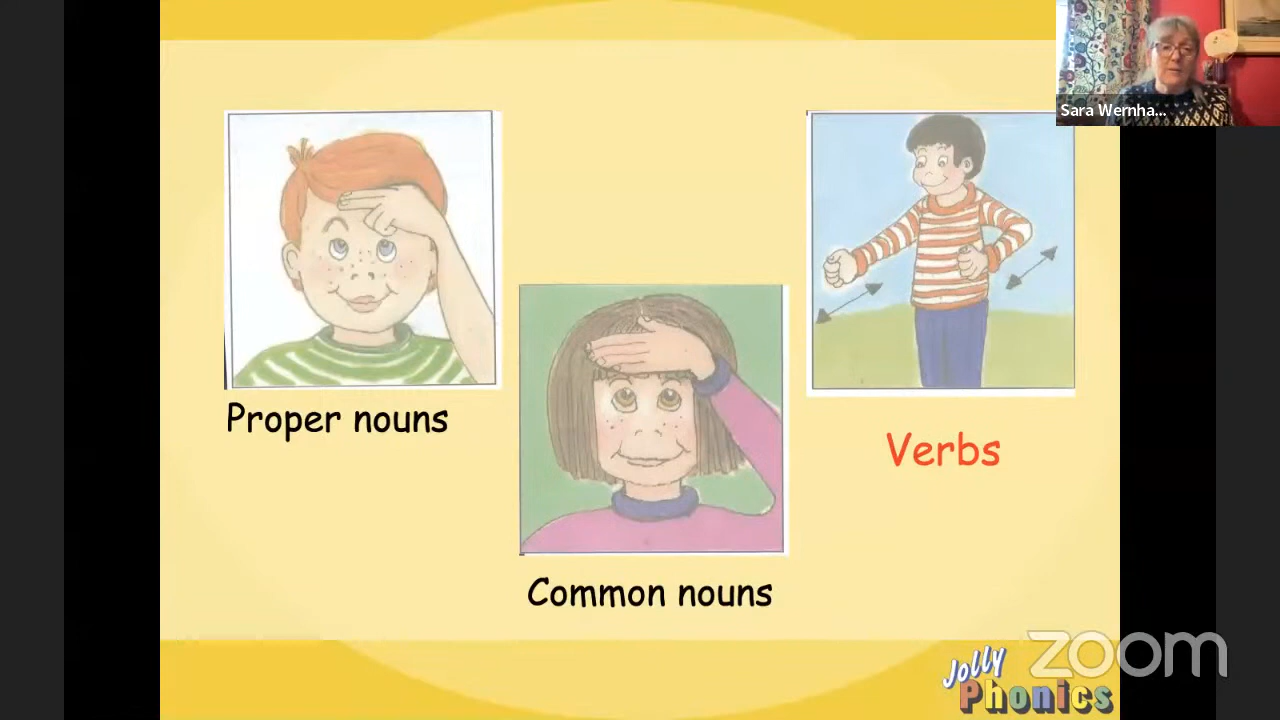 Sara Wernha...
Proper nouns
Verbs
Common nouns
zoom
Jolly
Phonics